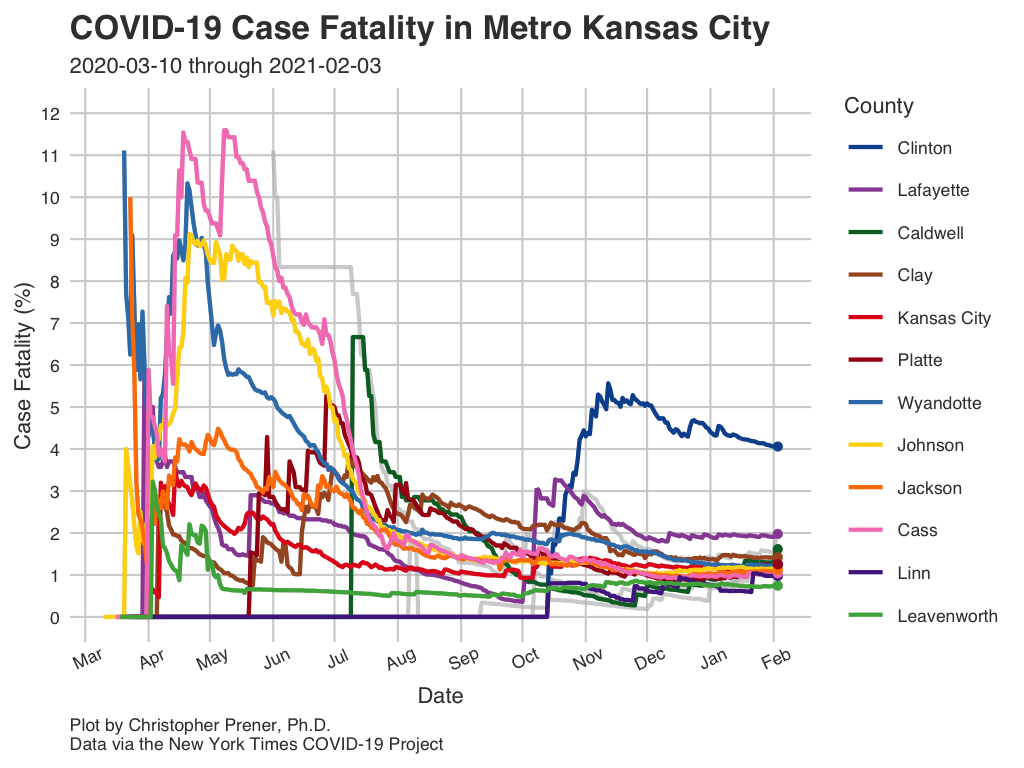 COVID-19 Case Fatality in Metro Kansas City
2020-03-10 through 2021-02-03
Case Fatality (%)
12
11
10
9
8
7
6
5
4
3
2
1
0
Mar Apr May Jun Jul Aug Sep Oct Nov Dec Jan Feb
Date
County
Clinton
Lafayette
Caldwell
Clay
Kansas City
Platte
Wyandotte
Johnson
Jackson
Cass
Linn
Leavenworth
Plot by Christopher Prener, Ph.D.
Data via the New York Times COVID-19 Project